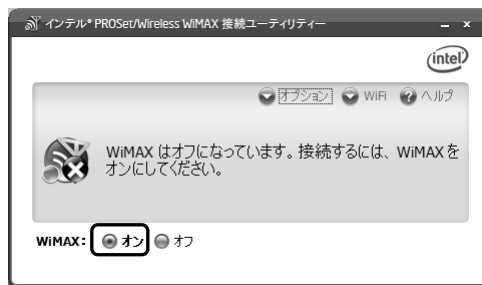 インテル® PROSet/Wireless WiMAX 接続ユーティリティー
intel
オプション WiFi ヘルプ
WiMAX はオフになっています。接続するには、WiMAX を
オンにしてください。
WiMAX: オン オフ